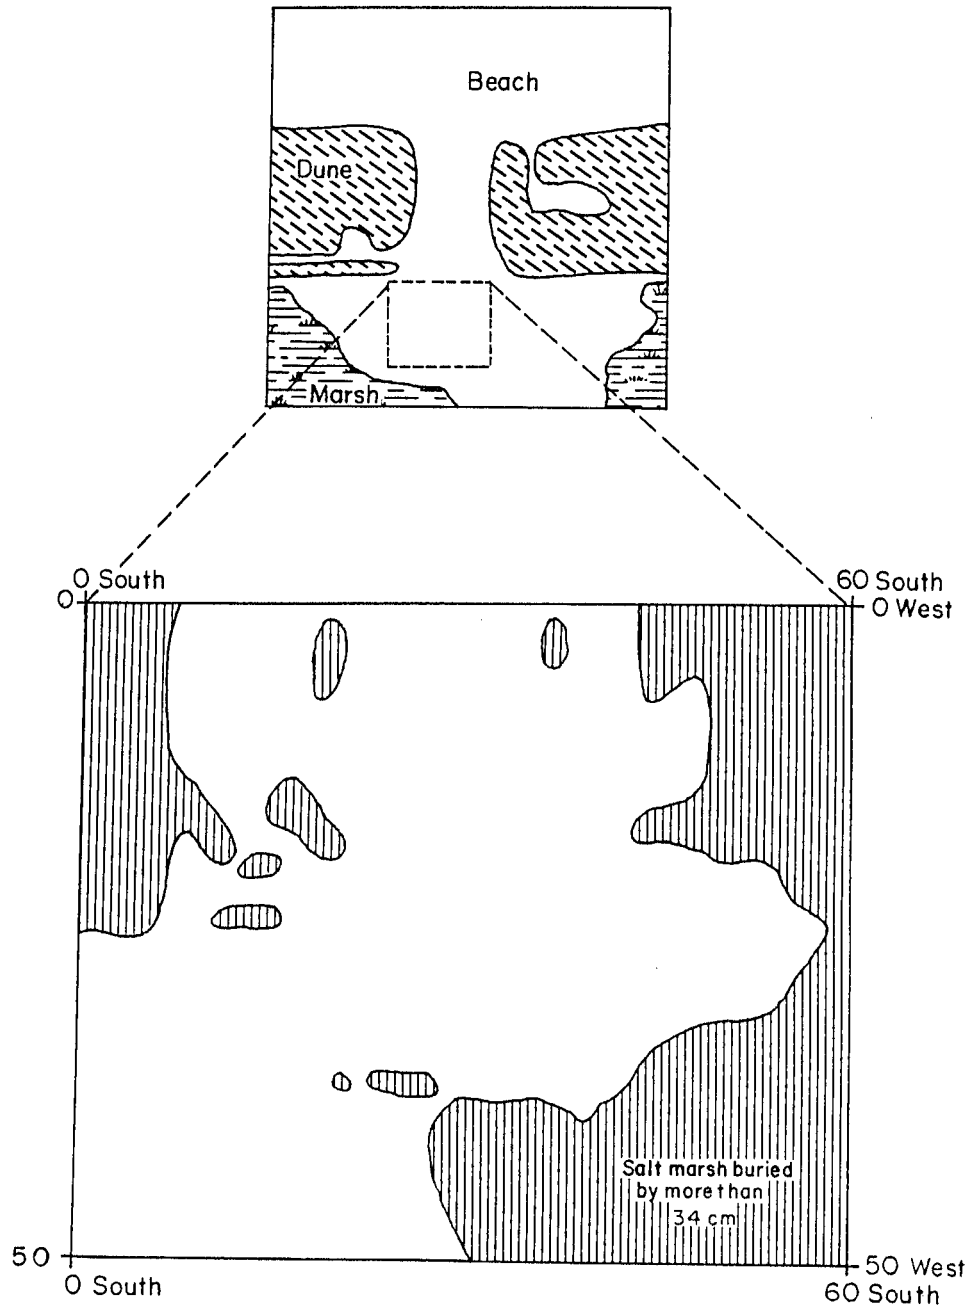 Beach
Dune
Marsh
0 South
60 South
0
0 West
Salt marsh buried
by more than
34 cm
50
50 West
0 South
60 South